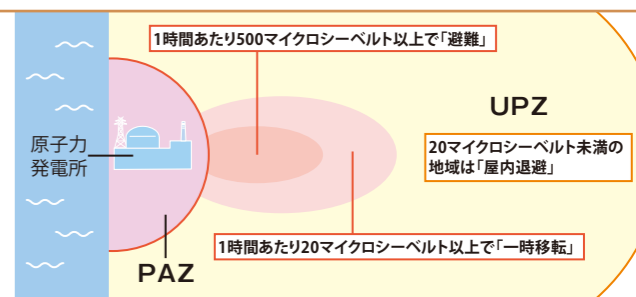 1時間あたり500マイクロシーベルト以上で「避難」
UPZ
原子力
発電所
20マイクロシーベルト未満の
地域は「屋内退避」
1時間あたり20マイクロシーベルト以上で「一時移転」
PAZ